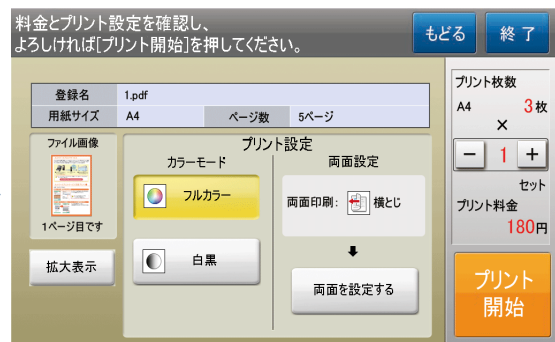 料金とプリント設定を確認し、
よろしければ[プリント開始]を押してください。
もどる
終了
登録名 1.pdf
用紙サイズ A4 ページ数 5ページ
ファイル画像
1ページ目です
拡大表示
プリント設定
カラーモード
フルカラー
白黒
両面設定
両面印刷: 横とじ
両面を設定する
プリント枚数
A4 3枚
×
− 1 +
セット
プリント料金
180円
プリント
開始